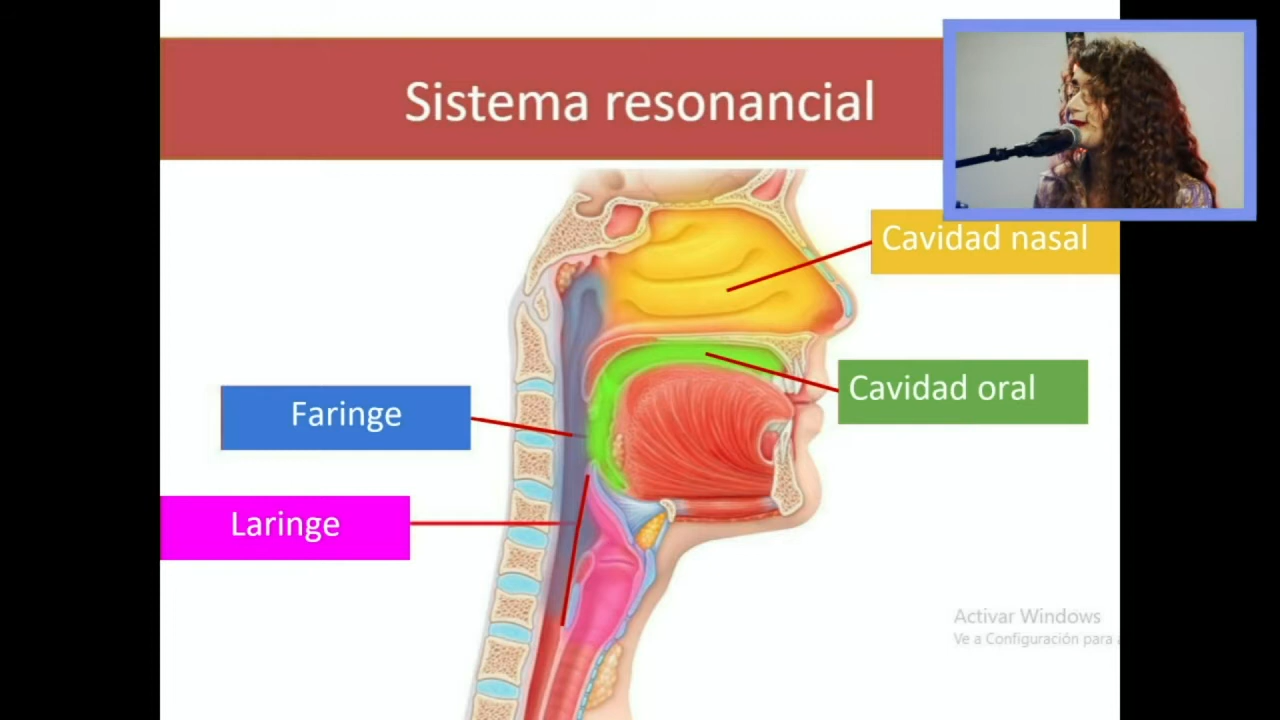 Sistema resonancial
Cavidad nasal
Cavidad oral
Faringe
Laringe
Activar Windows
Ve a Configuración para